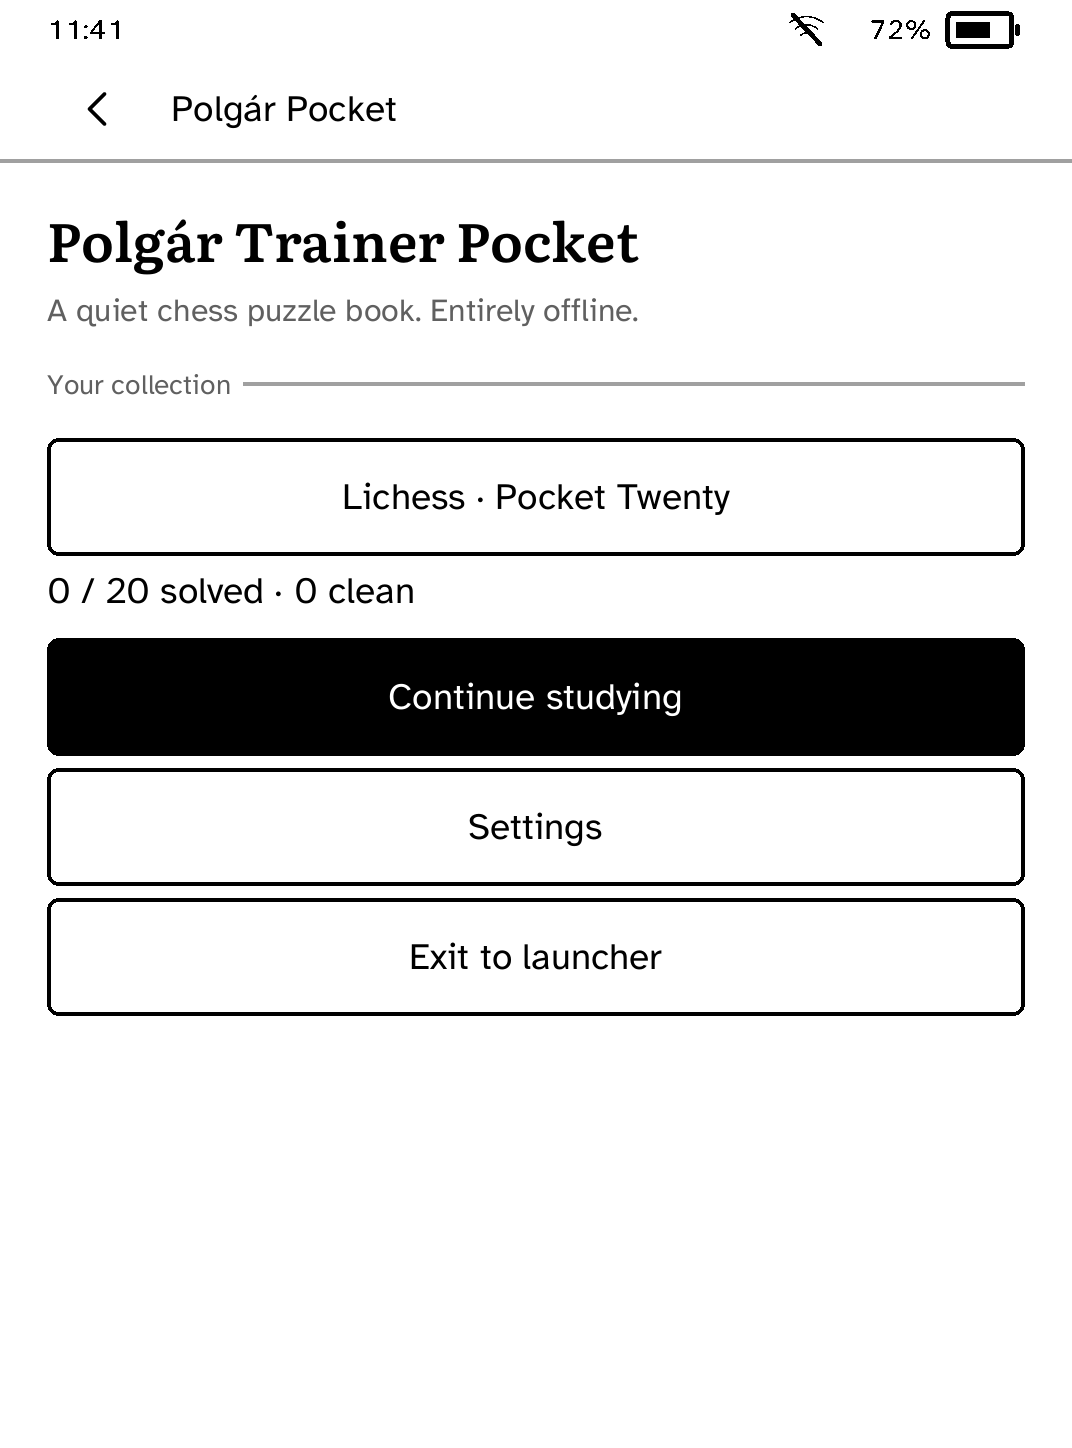 11:41
72%
Polgár Pocket
Polgár Trainer Pocket
A quiet chess puzzle book. Entirely offline.
Your collection
Lichess · Pocket Twenty
0 / 20 solved · 0 clean
Continue studying
Settings
Exit to launcher